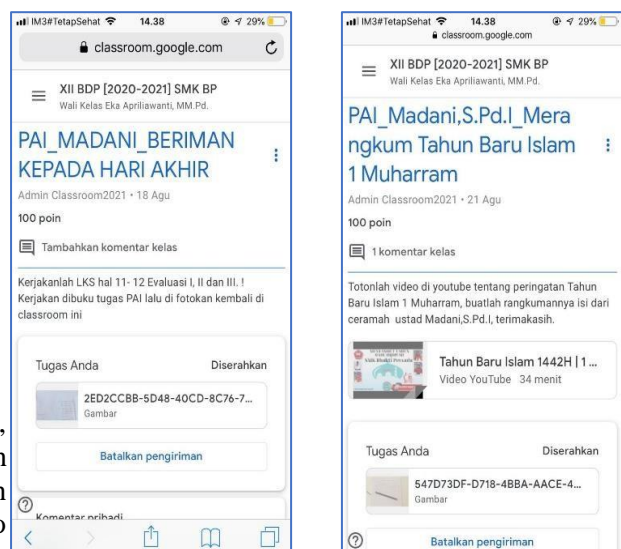 IM3#TetapSehat 14.38 29%
classroom.google.com
XII BDP [2020-2021] SMK BP
Wali Kelas Eka Apriliawanti, MM.Pd.
PAI_MADANI_BERIMAN
KEPADA HARI AKHIR
Admin Classroom2021 • 18 Agu
100 poin
Tambahkan komentar kelas
Kerjakanlah LKS hal 11- 12 Evaluasi I, II dan III. !
Kerjakan dibuku tugas PAI lalu di fotokan kembali di
classroom ini
Tugas Anda Diserahkan
2ED2CCBB-5D48-40CD-8C76-7...
Gambar
Batalkan pengiriman
Komentar pribadi
IM3#TetapSehat 14.38 29%
classroom.google.com
XII BDP [2020-2021] SMK BP
Wali Kelas Eka Apriliawanti, MM.Pd.
PAI_Madani,S.Pd.I_Mera
ngkum Tahun Baru Islam
1 Muharram
Admin Classroom2021 • 21 Agu
100 poin
1 komentar kelas
Totonlah video di youtube tentang peringatan Tahun
Baru Islam 1 Muharram, buatlah rangkumannya isi dari
ceramah ustad Madani,S.Pd.I, terimakasih.
Tahun Baru Islam 1442H | 1 ...
Video YouTube 34 menit
Tugas Anda Diserahkan
547D73DF-D718-4BBA-AACE-4...
Gambar
Batalkan pengiriman